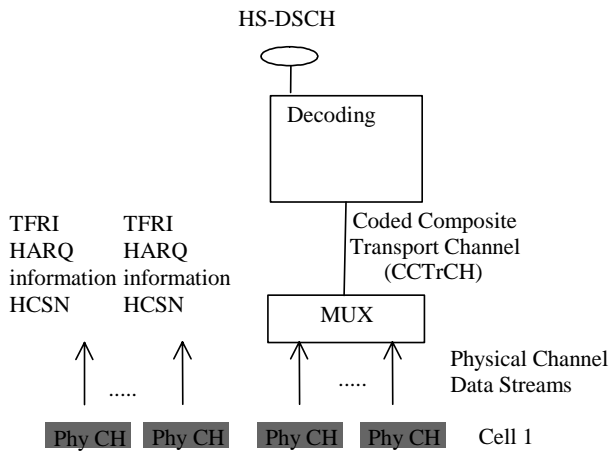 HS-DSCH
Decoding
TFRI
HARQ
information
HCSN
TFRI
HARQ
information
HCSN
Coded Composite
Transport Channel
(CCTrCH)
MUX
Physical Channel
Data Streams
.....
.....
Phy CH
Phy CH
Phy CH
Phy CH
Cell 1